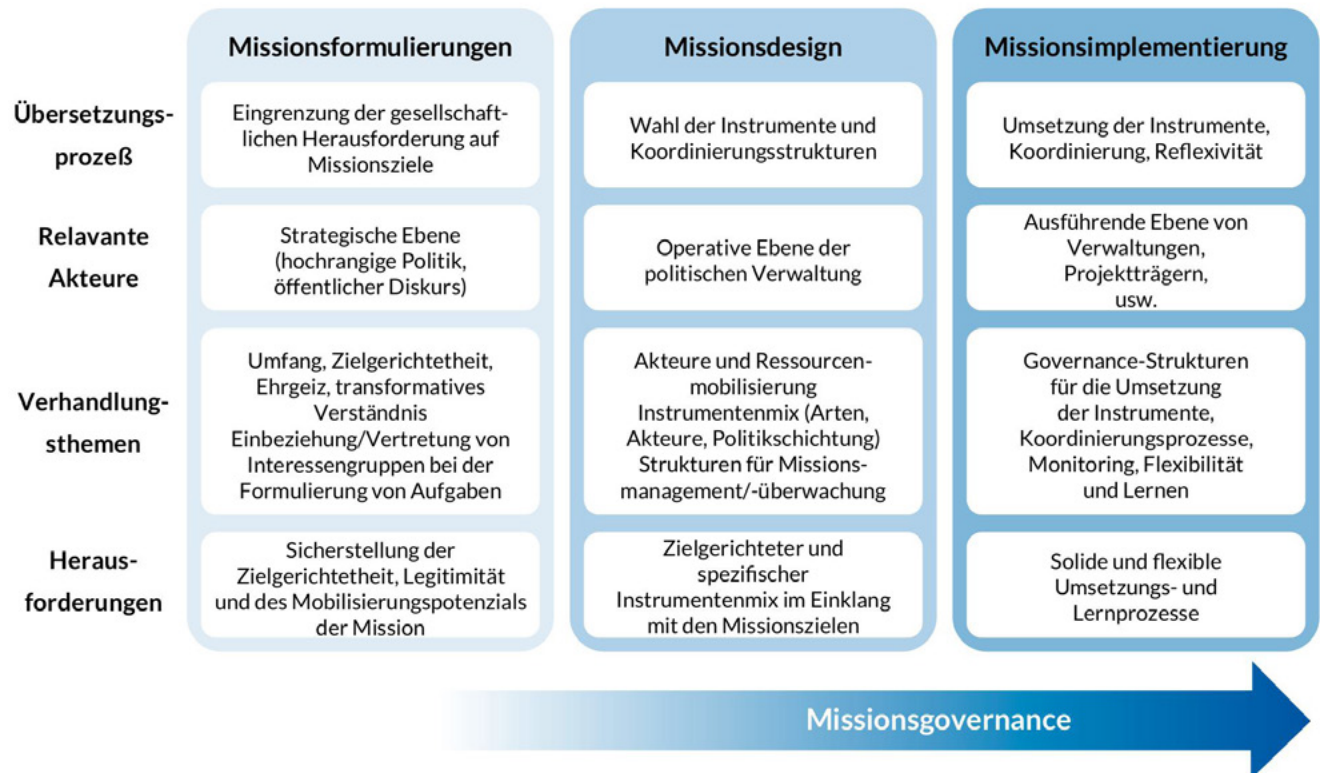 Missionsformulierungen
Missionsdesign
Missionsimplementierung
Übersetzungs-
prozeß
Eingrenzung der gesellschaft-
lichen Herausforderung auf
Missionsziele
Wahl der Instrumente und
Koordinierungsstrukturen
Umsetzung der Instrumente,
Koordinierung, Reflexivität
Relavante
Akteure
Strategische Ebene
(hochrangige Politik,
öffentlicher Diskurs)
Operative Ebene der
politischen Verwaltung
Ausführende Ebene von
Verwaltungen,
Projektträgern,
usw.
Verhandlung-
sthemen
Umfang, Zielgerichtetheit,
Ehrgeiz, transformatives
Verständnis
Einbeziehung/Vertretung von
Interessengruppen bei der
Formulierung von Aufgaben
Akteure und Ressourcen-
mobilisierung
Instrumentenmix (Arten,
Akteure, Politikschichtung)
Strukturen für Missions-
management/-überwachung
Governance-Strukturen
für die Umsetzung
der Instrumente,
Koordinierungsprozesse,
Monitoring, Flexibilität
und Lernen
Heraus-
forderungen
Sicherstellung der
Zielgerichtetheit, Legitimität
und des Mobilisierungspotenzials
der Mission
Zielgerichteter und
spezifischer
Instrumentenmix im Einklang
mit den Missionszielen
Solide und flexible
Umsetzungs- und
Lernprozesse
Missionsgovernance